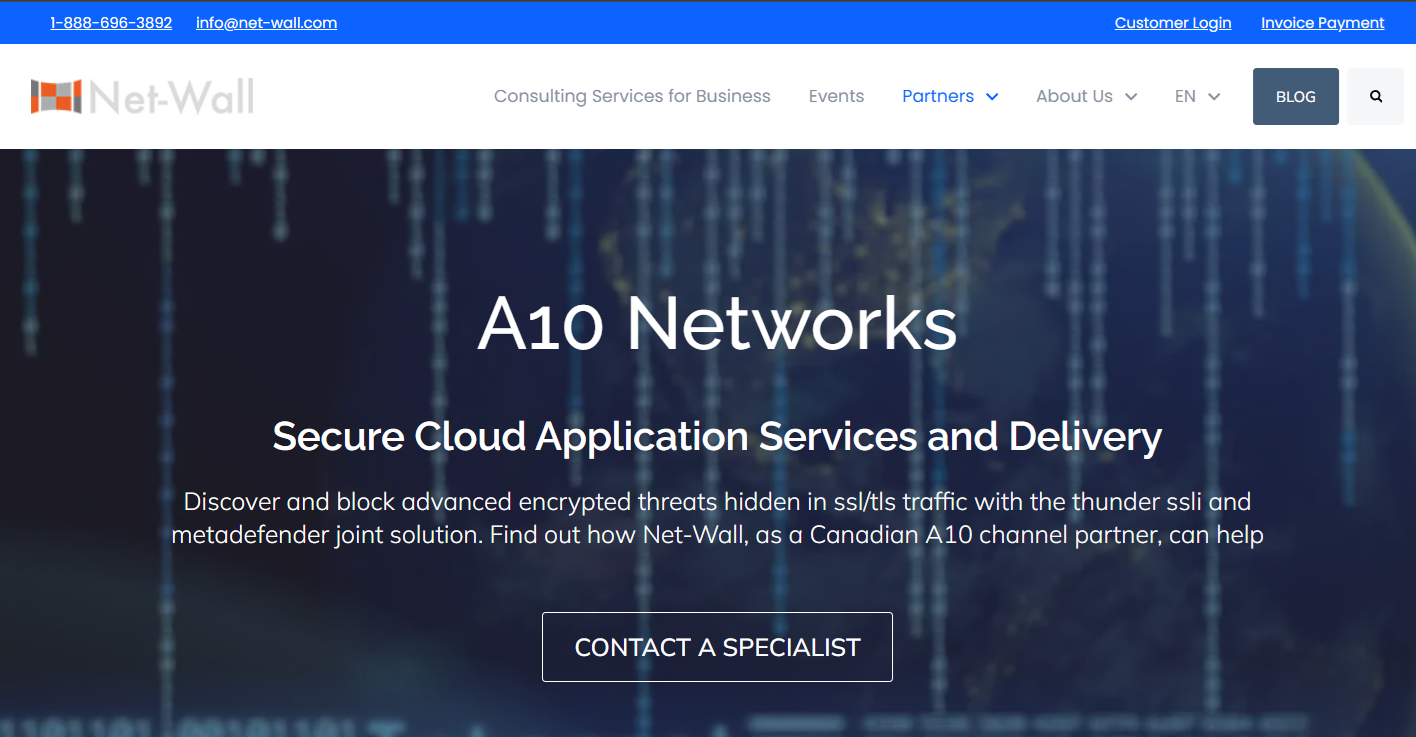 1-888-696-3892 info@net-wall.com Customer Login Invoice Payment
Net-Wall Consulting Services for Business Events Partners About Us EN BLOG
A10 Networks
Secure Cloud Application Services and Delivery
Discover and block advanced encrypted threats hidden in ssl/tls traffic with the thunder ssli and
metadefender joint solution. Find out how Net-Wall, as a Canadian A10 channel partner, can help
CONTACT A SPECIALIST